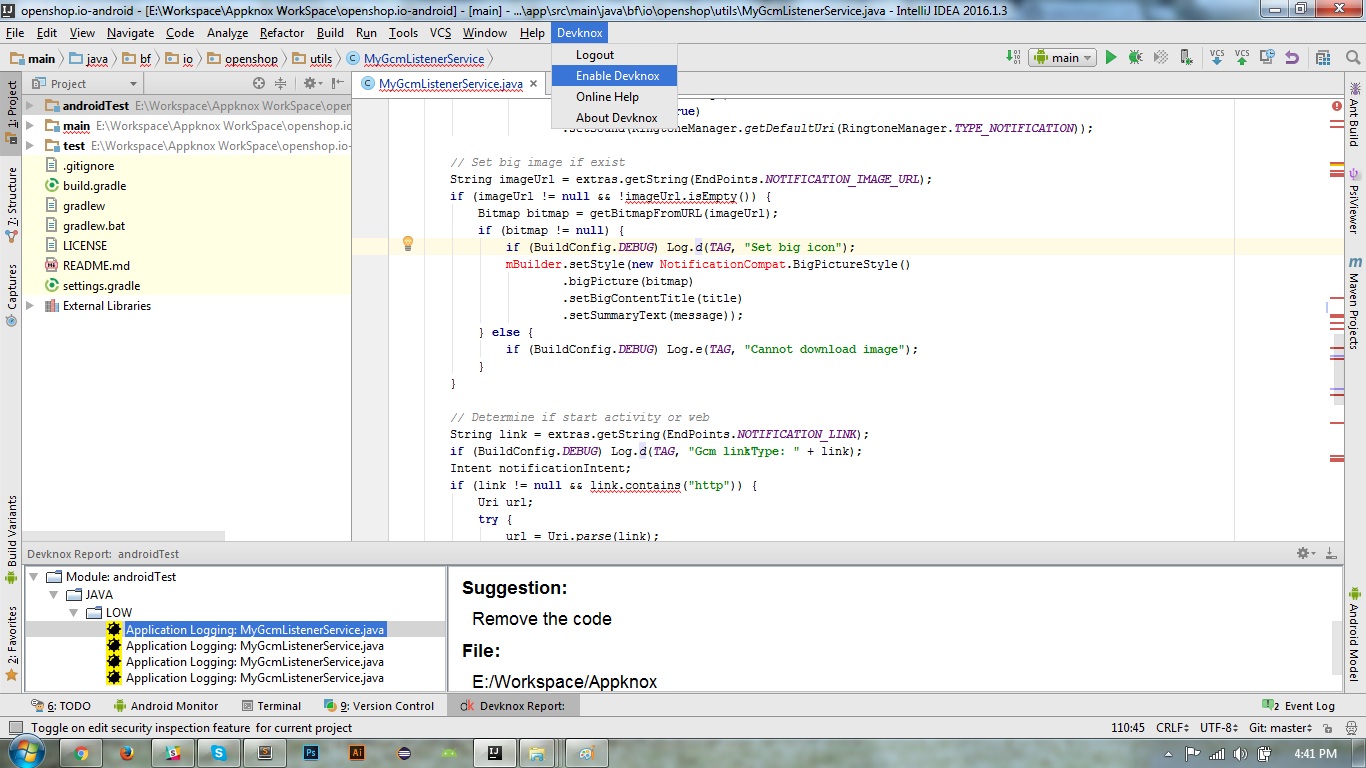 openshop.io-android - [E:\Workspace\Appknox WorkSpace\openshop.io-android] - [main] - ...\app\src\main\java\bf\io\openshop\utils\MyGcmListenerService.java - IntelliJ IDEA 2016.1.3
File Edit View Navigate Code Analyze Refactor Build Run Tools VCS Window Help Devknox
Logout
Enable Devknox
Online Help
About Devknox
main java bf io openshop utils MyGcmListenerService
main
VCS VCS
Project
MyGcmListenerService.java
androidTest E:\Workspace\Appknox WorkSpace\open
main E:\Workspace\Appknox WorkSpace\openshop.io
test E:\Workspace\Appknox WorkSpace\openshop.io-
.gitignore
build.gradle
gradlew
gradlew.bat
LICENSE
README.md
settings.gradle
External Libraries
1: Project
7: Structure
Captures
Build Variants
2: Favorites
true)
.setSound(RingtoneManager.getDefaultUri(RingtoneManager.TYPE_NOTIFICATION));
// Set big image if exist
String imageUrl = extras.getString(EndPoints.NOTIFICATION_IMAGE_URL);
if (imageUrl != null && !imageUrl.isEmpty()) {
Bitmap bitmap = getBitmapFromURL(imageUrl);
if (bitmap != null) {
if (BuildConfig.DEBUG) Log.d(TAG, "Set big icon");
mBuilder.setStyle(new NotificationCompat.BigPictureStyle()
.bigPicture(bitmap)
.setBigContentTitle(title)
.setSummaryText(message));
} else {
if (BuildConfig.DEBUG) Log.e(TAG, "Cannot download image");
}
}
// Determine if start activity or web
String link = extras.getString(EndPoints.NOTIFICATION_LINK);
if (BuildConfig.DEBUG) Log.d(TAG, "Gcm linkType: " + link);
Intent notificationIntent;
if (link != null && link.contains("http")) {
Uri url;
try {
url = Uri.parse(link);
Ant Build
PsiViewer
Maven Projects
Android Model
Devknox Report: androidTest
Module: androidTest
JAVA
LOW
Application Logging: MyGcmListenerService.java
Application Logging: MyGcmListenerService.java
Application Logging: MyGcmListenerService.java
Application Logging: MyGcmListenerService.java
Suggestion:
Remove the code
File:
E:/Workspace/Appknox
6: TODO Android Monitor Terminal 9: Version Control dk Devknox Report: 2 Event Log
Toggle on edit security inspection feature for current project
110:45 CRLF UTF-8 Git: master
Ps Ai IJ
4:41 PM